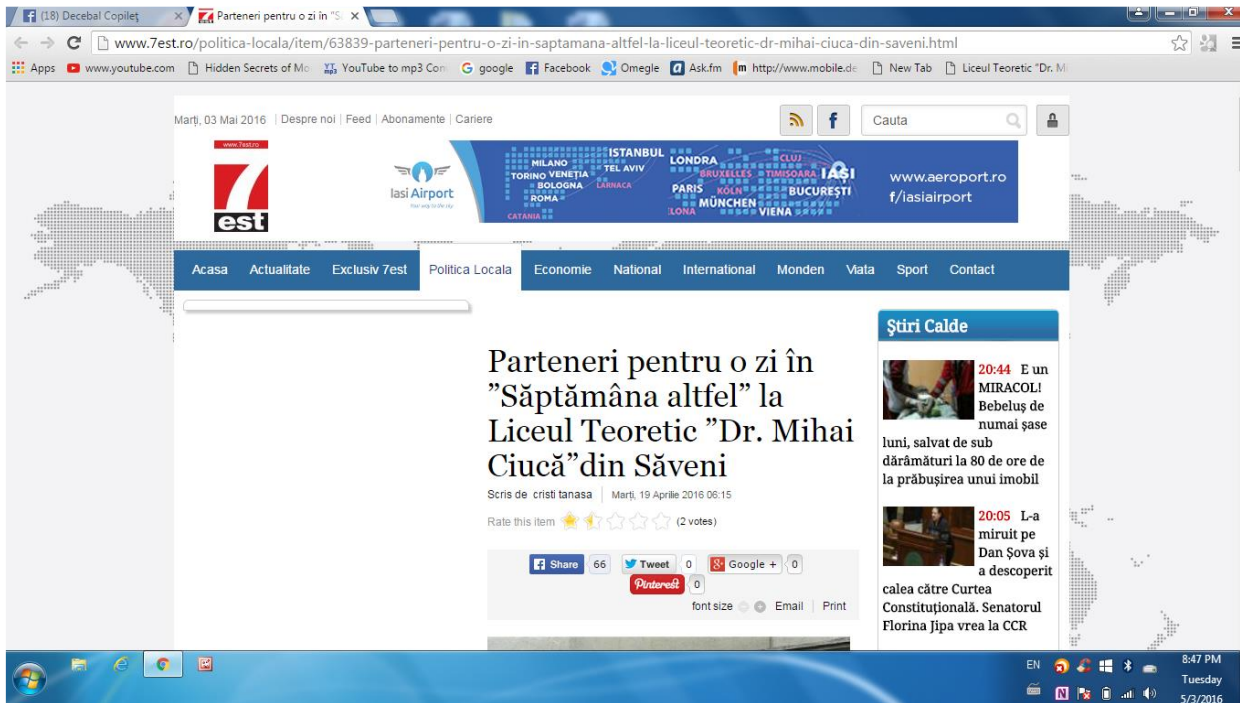 (18) Decebal Copileț
Parteneri pentru o zi în "S
www.7est.ro/politica-locala/item/63839-parteneri-pentru-o-zi-in-saptamana-altfel-la-liceul-teoretic-dr-mihai-ciuca-din-saveni.html
Apps www.youtube.com Hidden Secrets of Mo YouTube to mp3 Con google Facebook Omegle Ask.fm http://www.mobile.de New Tab Liceul Teoretic "Dr. M
Marți, 03 Mai 2016 | Despre noi | Feed | Abonamente | Cariere
Cauta
www.7est.ro
7
est
Iasi Airport
Your way to the sky
ISTANBUL
MILANO
TEL AVIV
TORINO VENEȚIA
BOLOGNA
LARNACA
ROMA
CATANIA
LONDRA
CLUJ
BRUXELLES
TIMISOARA
IAȘI
PARIS
KÖLN
BUCUREȘTI
MÜNCHEN
LONA
VIENA
www.aeroport.ro
f/iasiairport
Acasa Actualitate Exclusiv 7est Politica Locala Economie National International Monden Viata Sport Contact
Parteneri pentru o zi în
”Săptămâna altfel” la
Liceul Teoretic ”Dr. Mihai
Ciucă”din Săveni
Scris de cristi tanasa | Marți, 19 Aprilie 2016 06:15
Rate this item (2 votes)
Share 66 Tweet 0 Google + 0
Pinterest 0
font size Email | Print
Ştiri Calde
20:44 E un
MIRACOL!
Bebeluș de
numai șase
luni, salvat de sub
dărâmături la 80 de ore de
la prăbușirea unui imobil
20:05 L-a
miruit pe
Dan Șova și
a descoperit
calea către Curtea
Constituțională. Senatorul
Florina Jipa vrea la CCR
EN
8:47 PM
Tuesday
5/3/2016